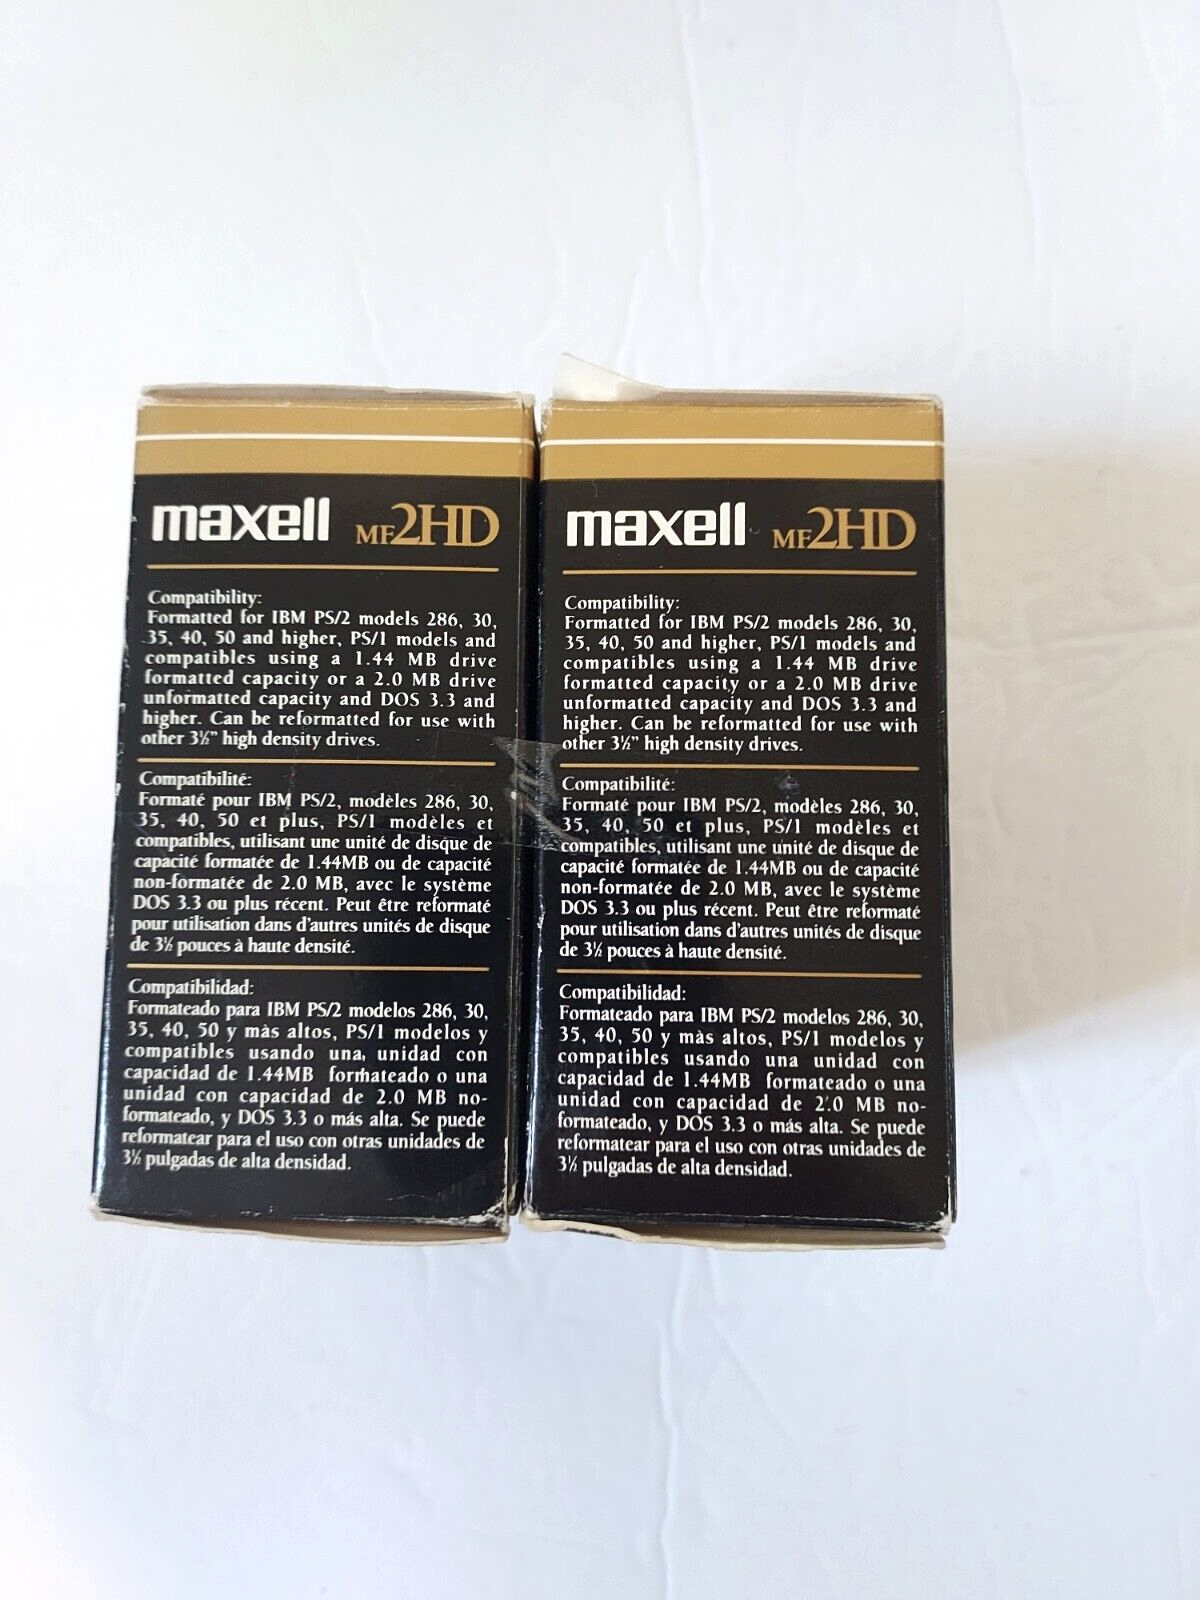 maxell MF2HD
Compatibility:
Formatted for IBM PS/2 models 286, 30,
35, 40, 50 and higher, PS/1 models and
compatibles using a 1.44 MB drive
formatted capacity or a 2.0 MB drive
unformatted capacity and DOS 3.3 and
higher. Can be reformatted for use with
other 3½" high density drives.
Compatibilité:
Formaté pour IBM PS/2, modèles 286, 30,
35, 40, 50 et plus, PS/1 modèles et
compatibles, utilisant une unité de disque de
capacité formatée de 1.44MB ou de capacité
non-formatée de 2.0 MB, avec le système
DOS 3.3 ou plus récent. Peut être reformaté
pour utilisation dans d'autres unités de disque
de 3½ pouces à haute densité.
Compatibilidad:
Formateado para IBM PS/2 modelos 286, 30,
35, 40, 50 y màs altos, PS/1 modelos y
compatibles usando una unidad con
capacidad de 1.44MB formateado o una
unidad con capacidad de 2.0 MB no-
formateado, y DOS 3.3 o más alta. Se puede
reformatear para el uso con otras unidades de
3½ pulgadas de alta densidad.
maxell MF2HD
Compatibility:
Formatted for IBM PS/2 models 286, 30,
35, 40, 50 and higher, PS/1 models and
compatibles using a 1.44 MB drive
formatted capacity or a 2.0 MB drive
unformatted capacity and DOS 3.3 and
higher. Can be reformatted for use with
other 3½" high density drives.
Compatibilité:
Formaté pour IBM PS/2, modèles 286, 30,
35, 40, 50 et plus, PS/1 modèles et
compatibles, utilisant une unité de disque de
capacité formatée de 1.44MB ou de capacité
non-formatée de 2.0 MB, avec le système
DOS 3.3 ou plus récent. Peut être reformaté
pour utilisation dans d'autres unités de disque
de 3½ pouces à haute densité.
Compatibilidad:
Formateado para IBM PS/2 modelos 286, 30,
35, 40, 50 y màs altos, PS/1 modelos y
compatibles usando una unidad con
capacidad de 1.44MB formateado o una
unidad con capacidad de 2.0 MB no-
formateado, y DOS 3.3 o más alta. Se puede
reformatear para el uso con otras unidades de
3½ pulgadas de alta densidad.